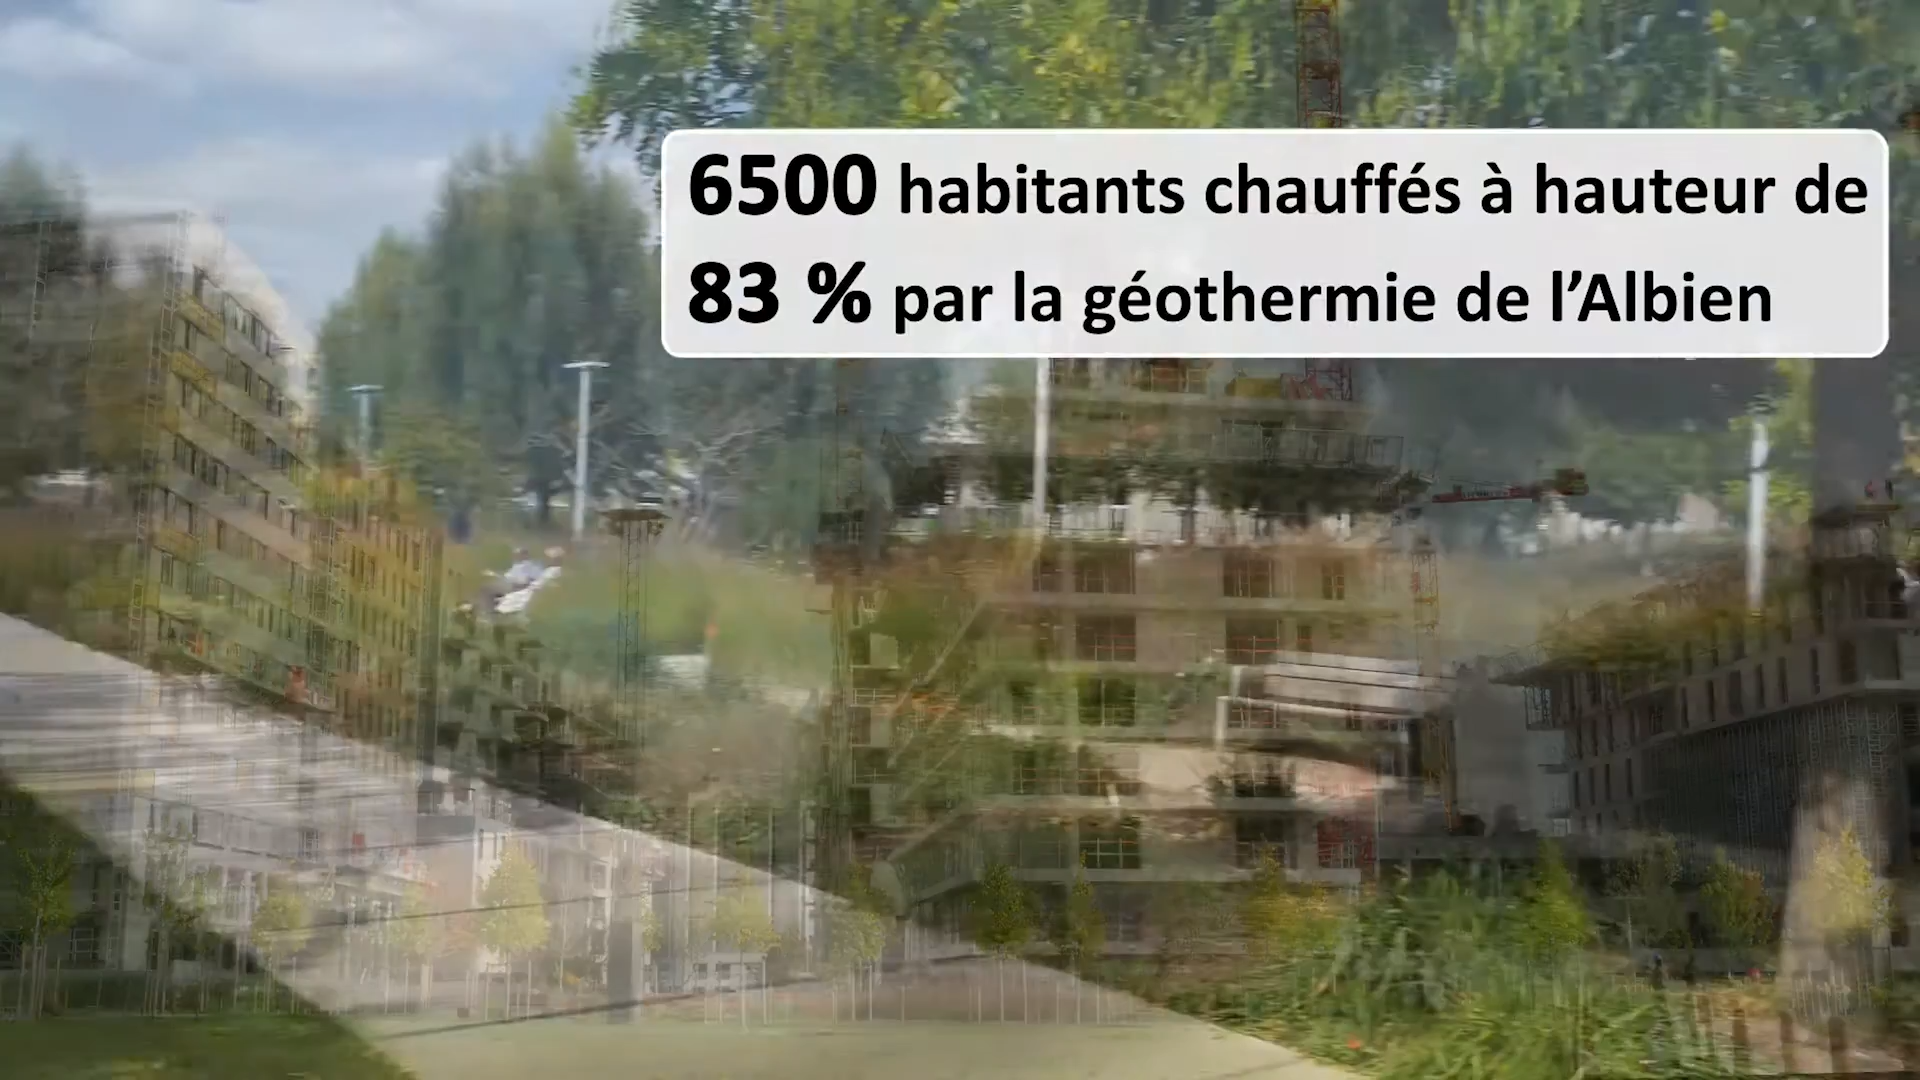 6500 habitants chauffés à hauteur de
83 % par la géothermie de l’Albien